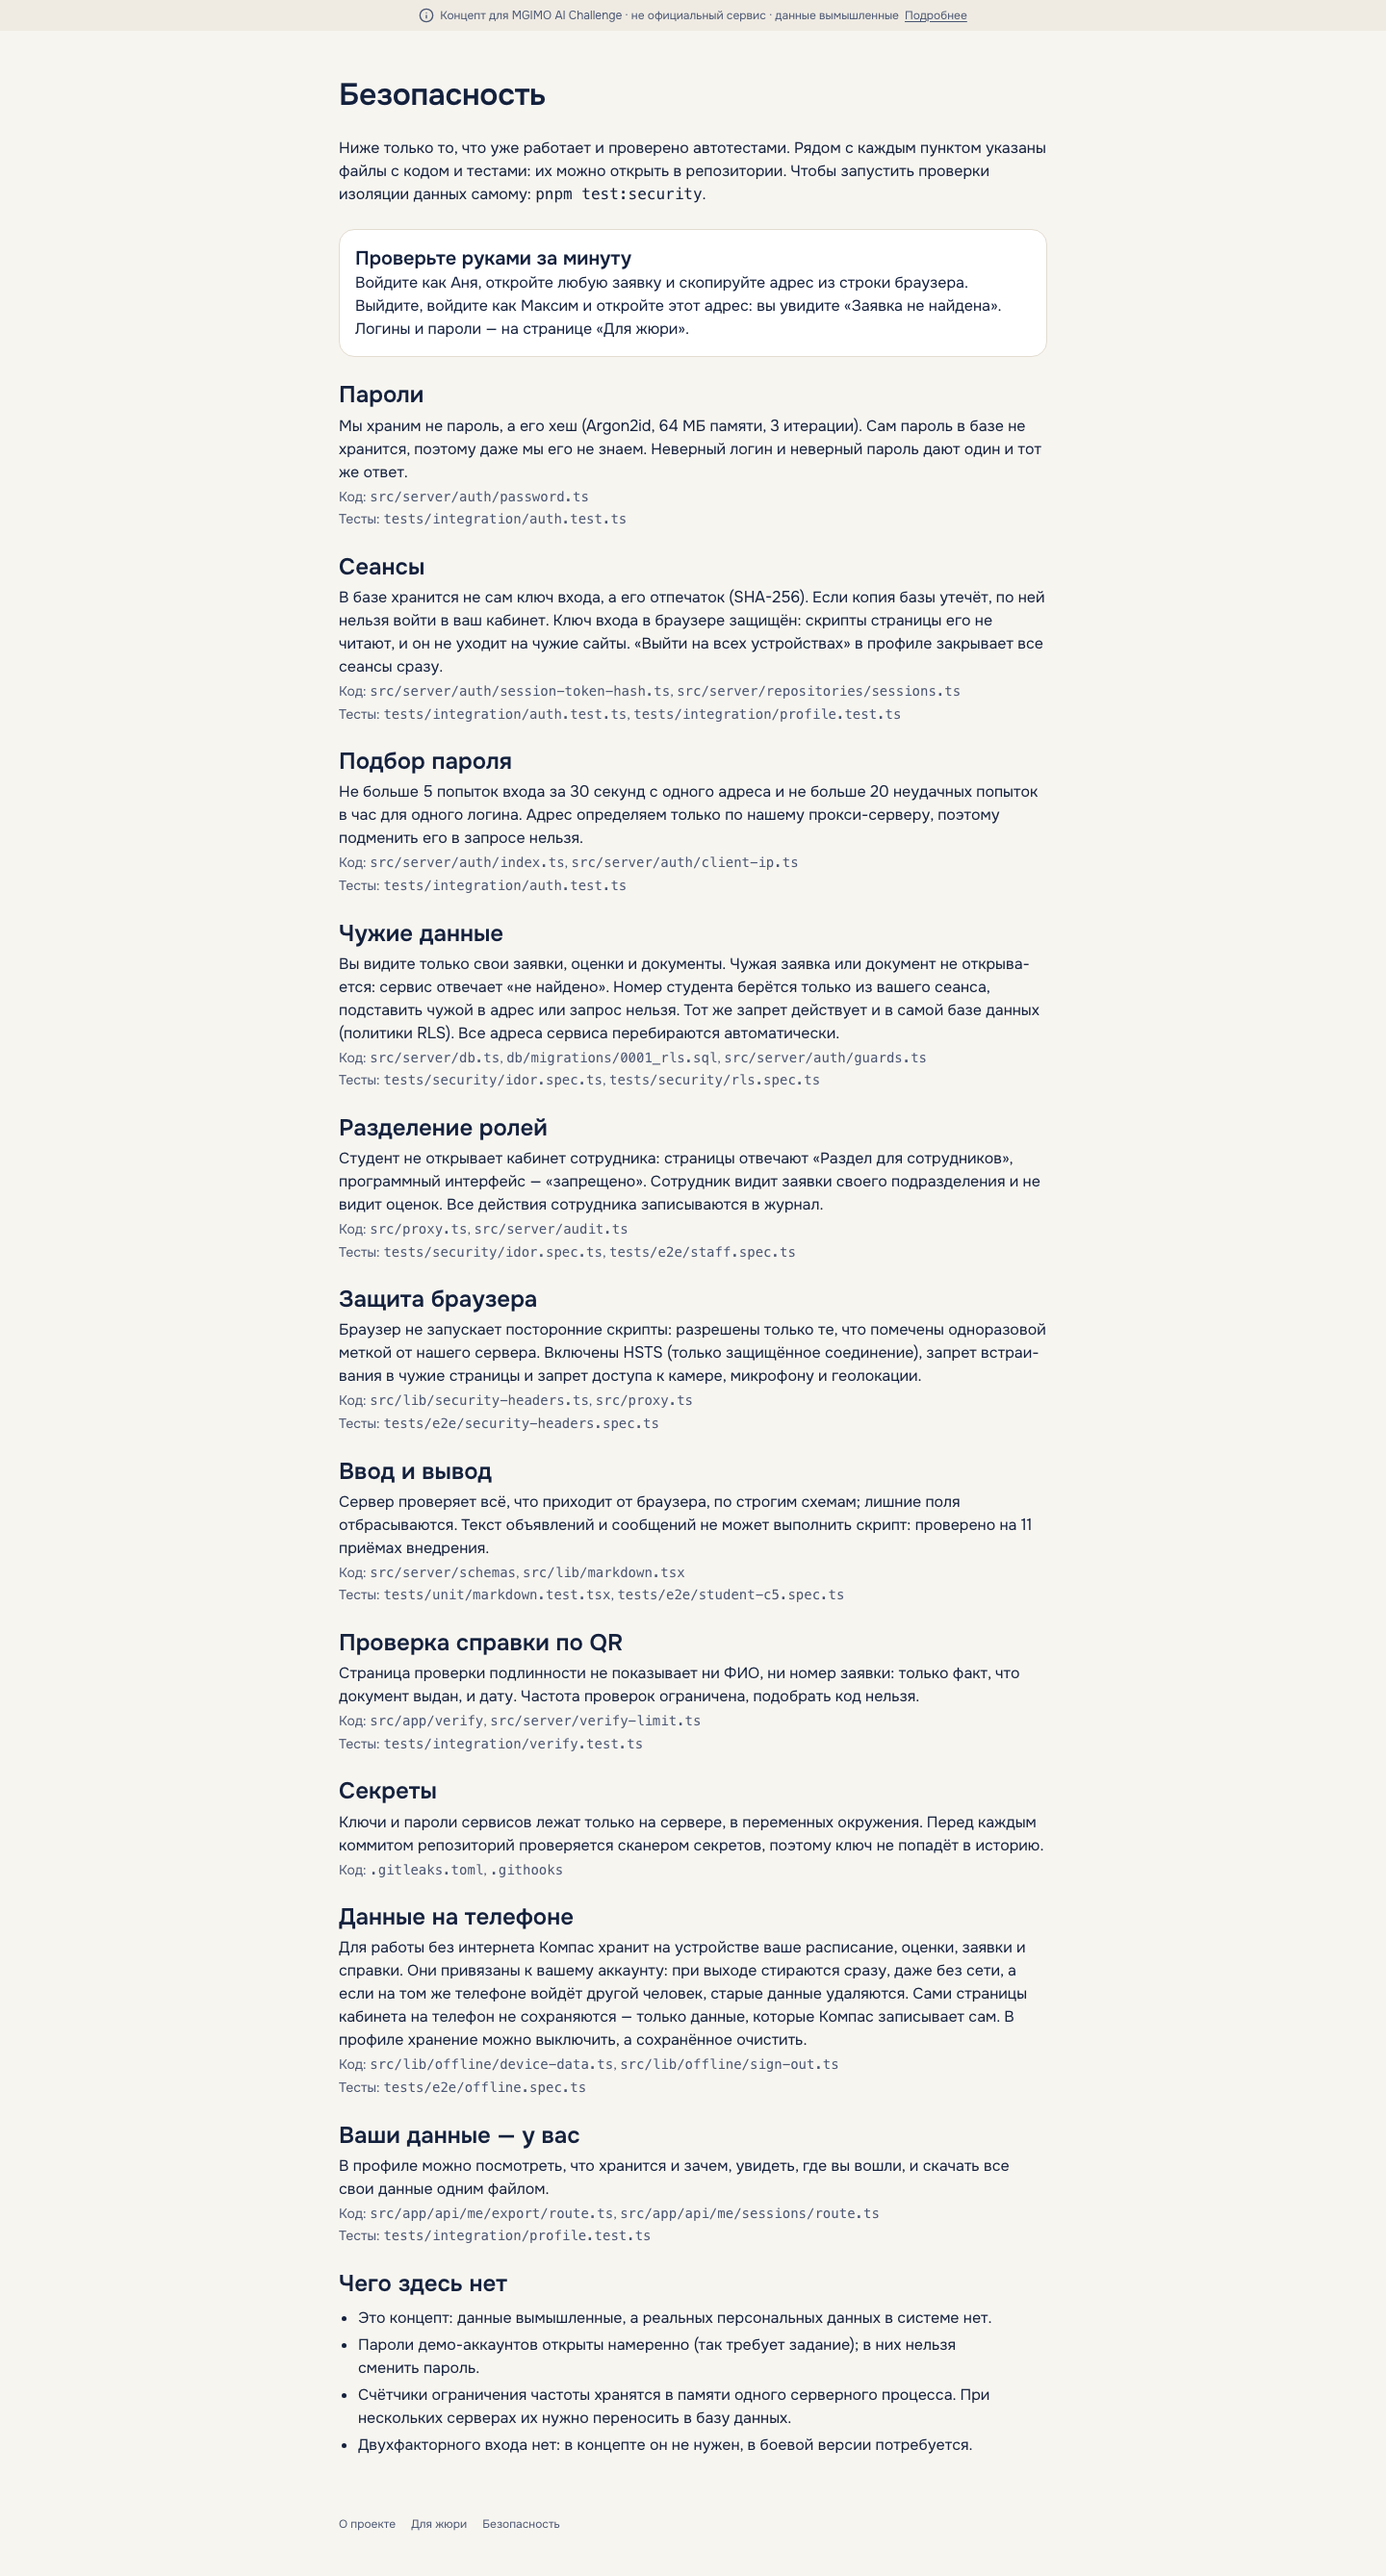 Концепт для MGIMO AI Challenge · не официальный сервис · данные вымышленные Подробнее
Безопасность
Ниже только то, что уже работает и проверено автотестами. Рядом с каждым пунктом указаны
файлы с кодом и тестами: их можно открыть в репозитории. Чтобы запустить проверки
изоляции данных самому: pnpm test:security.
Проверьте руками за минуту
Войдите как Аня, откройте любую заявку и скопируйте адрес из строки браузера.
Выйдите, войдите как Максим и откройте этот адрес: вы увидите «Заявка не найдена».
Логины и пароли — на странице «Для жюри».
Пароли
Мы храним не пароль, а его хеш (Argon2id, 64 МБ памяти, 3 итерации). Сам пароль в базе не
хранится, поэтому даже мы его не знаем. Неверный логин и неверный пароль дают один и тот
же ответ.
Код: src/server/auth/password.ts
Тесты: tests/integration/auth.test.ts
Сеансы
В базе хранится не сам ключ входа, а его отпечаток (SHA-256). Если копия базы утечёт, по ней
нельзя войти в ваш кабинет. Ключ входа в браузере защищён: скрипты страницы его не
читают, и он не уходит на чужие сайты. «Выйти на всех устройствах» в профиле закрывает все
сеансы сразу.
Код: src/server/auth/session-token-hash.ts, src/server/repositories/sessions.ts
Тесты: tests/integration/auth.test.ts, tests/integration/profile.test.ts
Подбор пароля
Не больше 5 попыток входа за 30 секунд с одного адреса и не больше 20 неудачных попыток
в час для одного логина. Адрес определяем только по нашему прокси-серверу, поэтому
подменить его в запросе нельзя.
Код: src/server/auth/index.ts, src/server/auth/client-ip.ts
Тесты: tests/integration/auth.test.ts
Чужие данные
Вы видите только свои заявки, оценки и документы. Чужая заявка или документ не открыва-
ется: сервис отвечает «не найдено». Номер студента берётся только из вашего сеанса,
подставить чужой в адрес или запрос нельзя. Тот же запрет действует и в самой базе данных
(политики RLS). Все адреса сервиса перебираются автоматически.
Код: src/server/db.ts, db/migrations/0001_rls.sql, src/server/auth/guards.ts
Тесты: tests/security/idor.spec.ts, tests/security/rls.spec.ts
Разделение ролей
Студент не открывает кабинет сотрудника: страницы отвечают «Раздел для сотрудников»,
программный интерфейс — «запрещено». Сотрудник видит заявки своего подразделения и не
видит оценок. Все действия сотрудника записываются в журнал.
Код: src/proxy.ts, src/server/audit.ts
Тесты: tests/security/idor.spec.ts, tests/e2e/staff.spec.ts
Защита браузера
Браузер не запускает посторонние скрипты: разрешены только те, что помечены одноразовой
меткой от нашего сервера. Включены HSTS (только защищённое соединение), запрет встраи-
вания в чужие страницы и запрет доступа к камере, микрофону и геолокации.
Код: src/lib/security-headers.ts, src/proxy.ts
Тесты: tests/e2e/security-headers.spec.ts
Ввод и вывод
Сервер проверяет всё, что приходит от браузера, по строгим схемам; лишние поля
отбрасываются. Текст объявлений и сообщений не может выполнить скрипт: проверено на 11
приёмах внедрения.
Код: src/server/schemas, src/lib/markdown.tsx
Тесты: tests/unit/markdown.test.tsx, tests/e2e/student-c5.spec.ts
Проверка справки по QR
Страница проверки подлинности не показывает ни ФИО, ни номер заявки: только факт, что
документ выдан, и дату. Частота проверок ограничена, подобрать код нельзя.
Код: src/app/verify, src/server/verify-limit.ts
Тесты: tests/integration/verify.test.ts
Секреты
Ключи и пароли сервисов лежат только на сервере, в переменных окружения. Перед каждым
коммитом репозиторий проверяется сканером секретов, поэтому ключ не попадёт в историю.
Код: .gitleaks.toml, .githooks
Данные на телефоне
Для работы без интернета Компас хранит на устройстве ваше расписание, оценки, заявки и
справки. Они привязаны к вашему аккаунту: при выходе стираются сразу, даже без сети, а
если на том же телефоне войдёт другой человек, старые данные удаляются. Сами страницы
кабинета на телефон не сохраняются — только данные, которые Компас записывает сам. В
профиле хранение можно выключить, а сохранённое очистить.
Код: src/lib/offline/device-data.ts, src/lib/offline/sign-out.ts
Тесты: tests/e2e/offline.spec.ts
Ваши данные — у вас
В профиле можно посмотреть, что хранится и зачем, увидеть, где вы вошли, и скачать все
свои данные одним файлом.
Код: src/app/api/me/export/route.ts, src/app/api/me/sessions/route.ts
Тесты: tests/integration/profile.test.ts
Чего здесь нет
• Это концепт: данные вымышленные, а реальных персональных данных в системе нет.
• Пароли демо-аккаунтов открыты намеренно (так требует задание); в них нельзя
сменить пароль.
• Счётчики ограничения частоты хранятся в памяти одного серверного процесса. При
нескольких серверах их нужно переносить в базу данных.
• Двухфакторного входа нет: в концепте он не нужен, в боевой версии потребуется.
О проекте Для жюри Безопасность